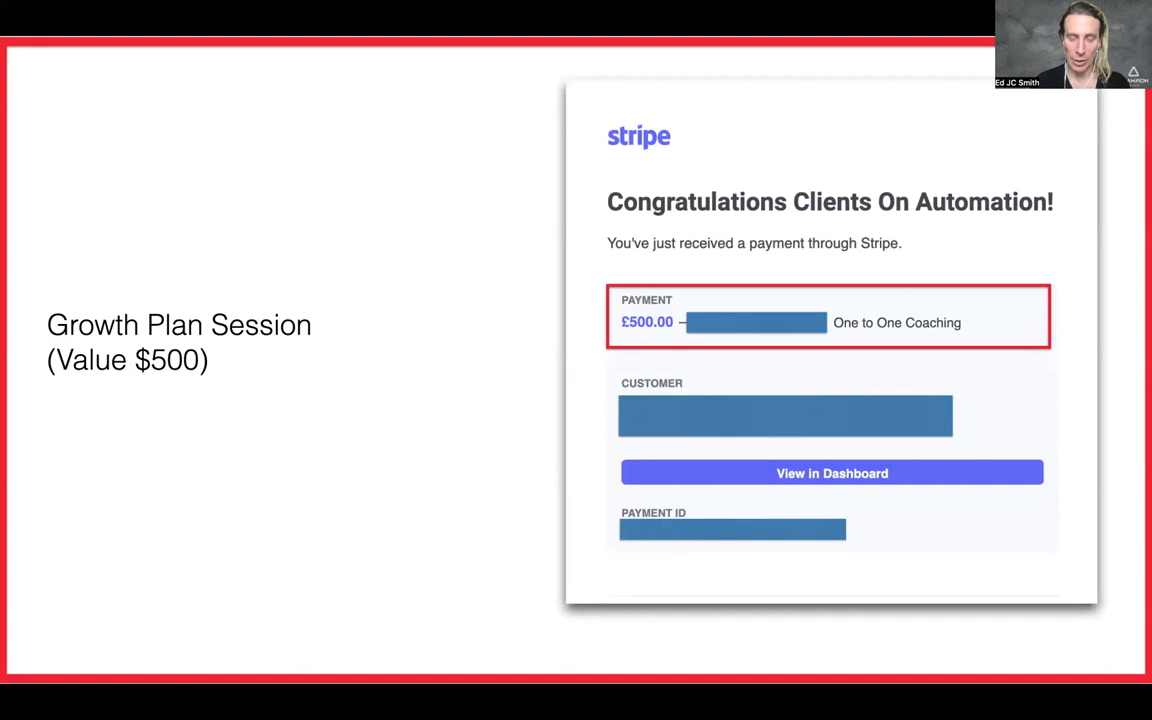 Ed JC Smith
stripe
Congratulations Clients On Automation!
You've just received a payment through Stripe.
PAYMENT
£500.00 – One to One Coaching
Growth Plan Session
(Value $500)
CUSTOMER
View in Dashboard
PAYMENT ID